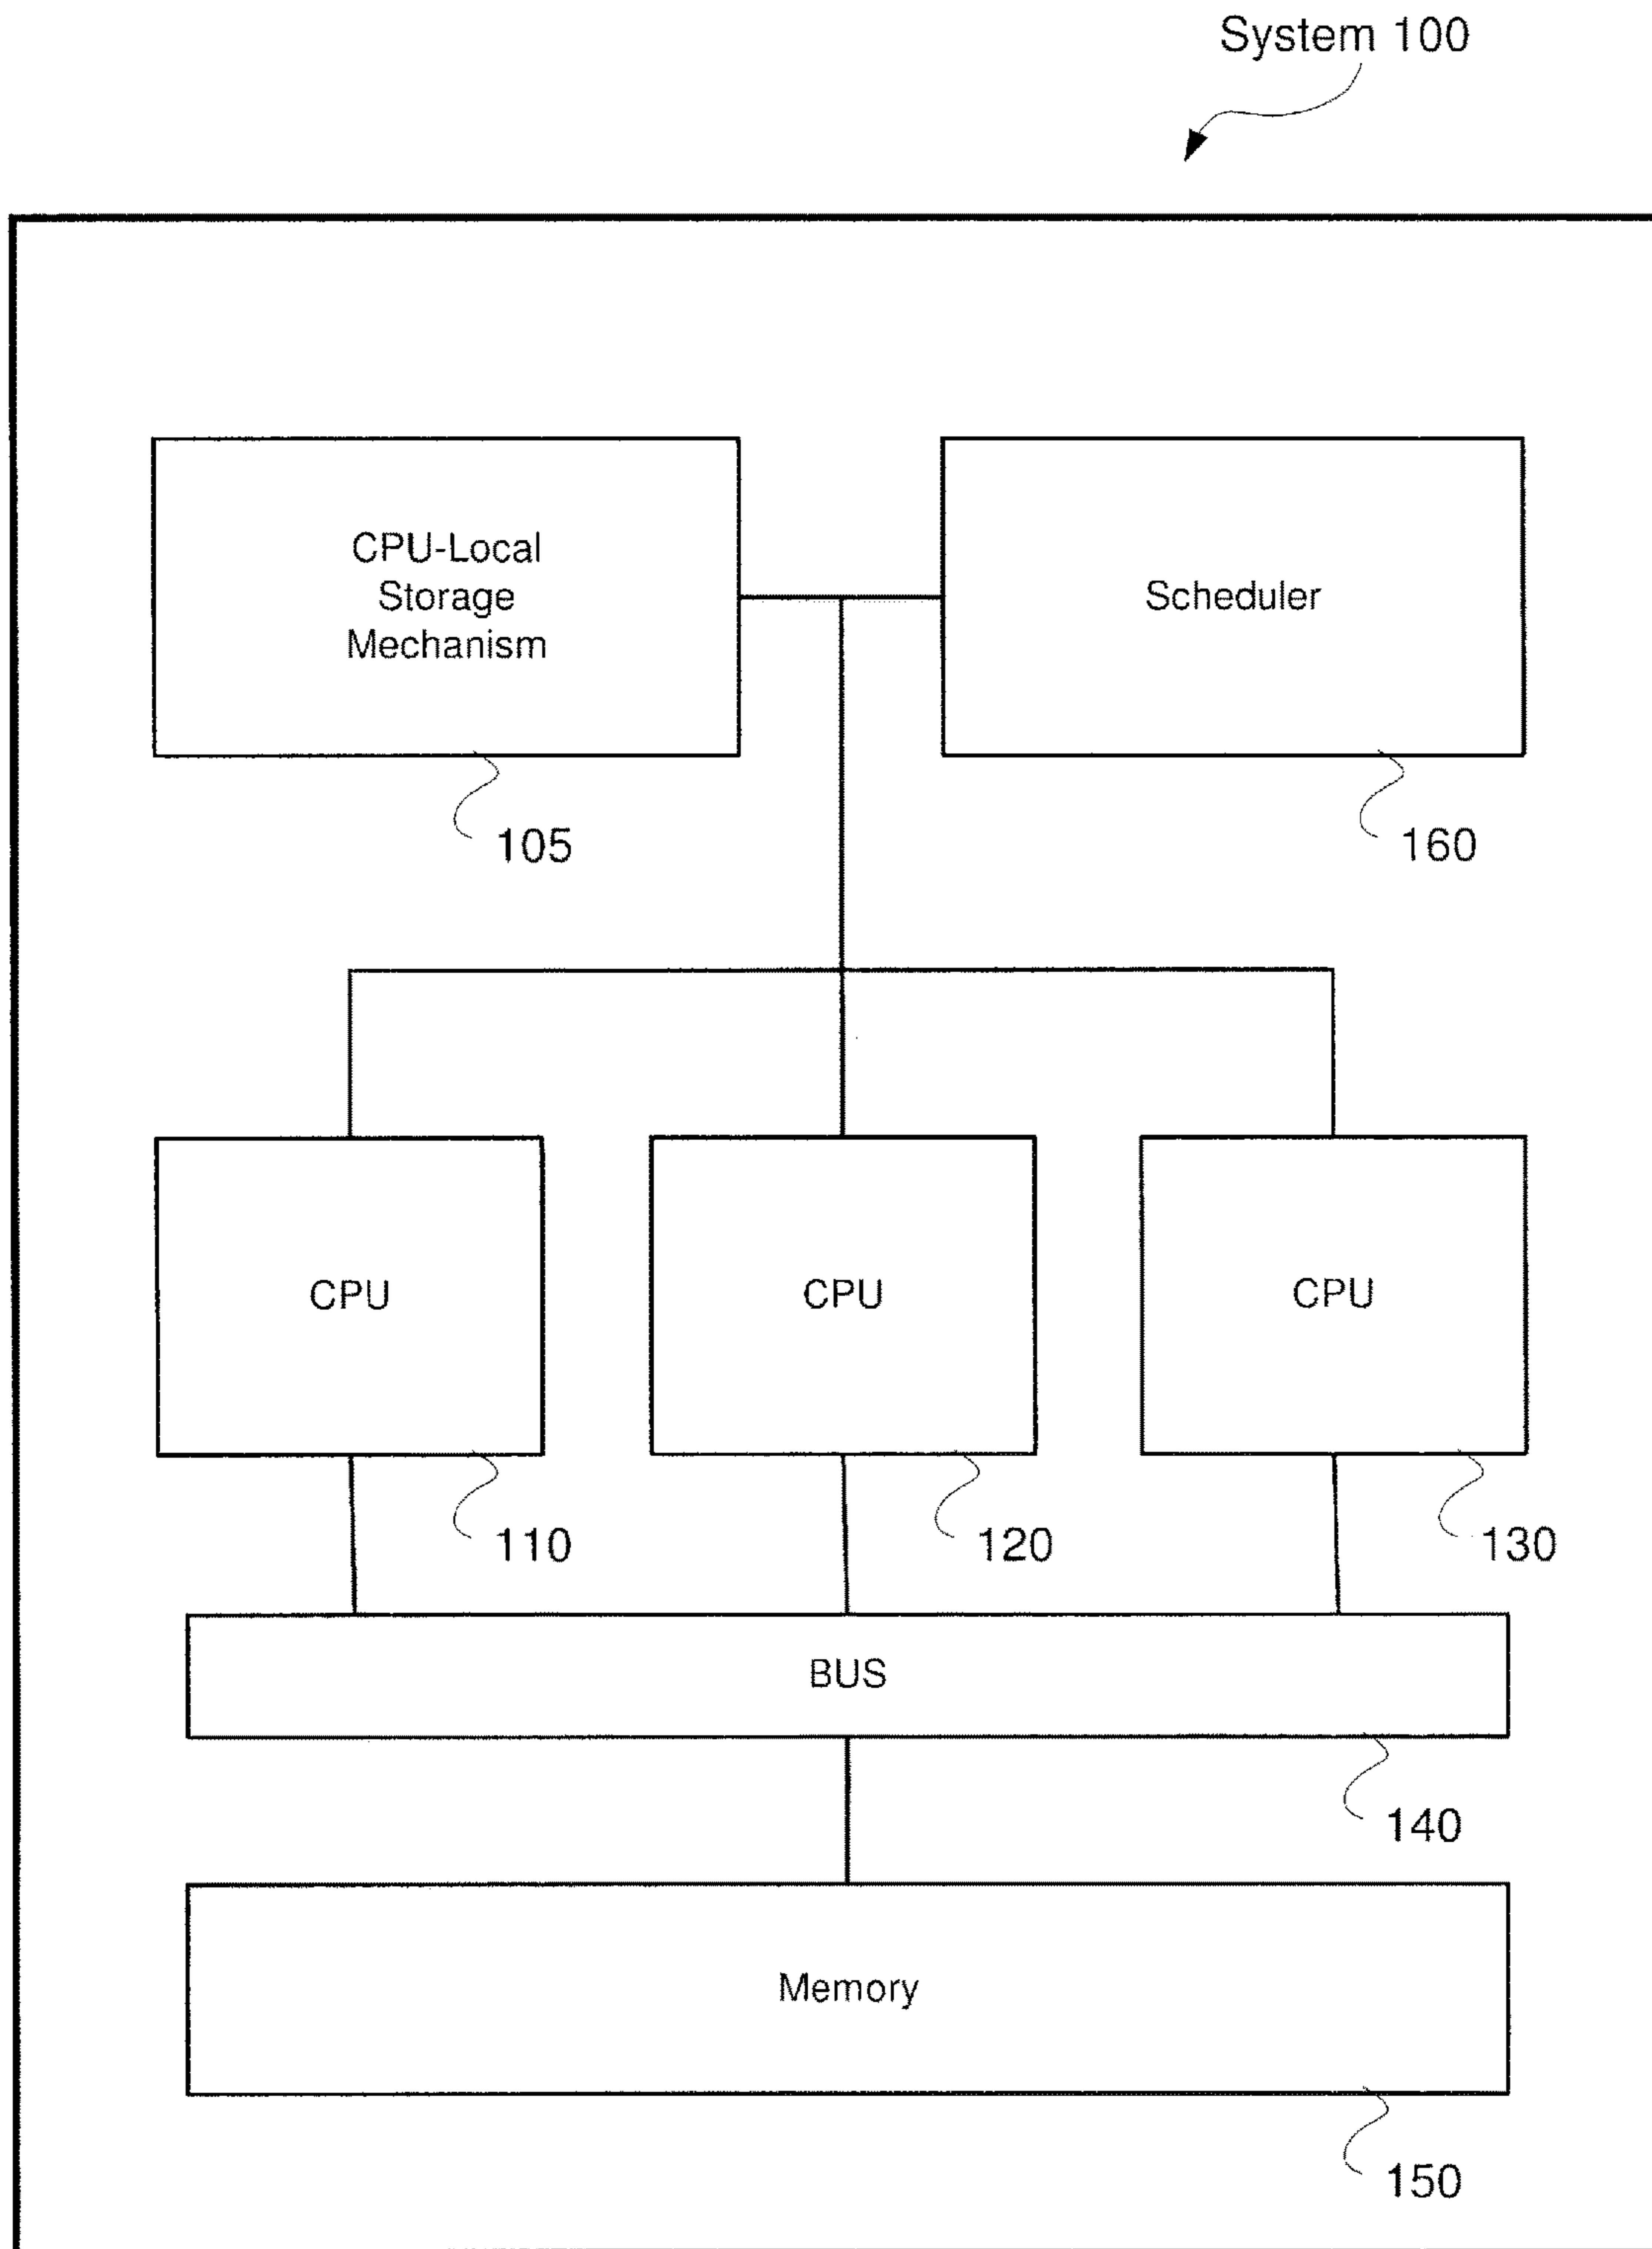 System 100
CPU-Local
Storage
Mechanism
Scheduler
105
160
CPU
CPU
CPU
110
120
130
BUS
140
Memory
150